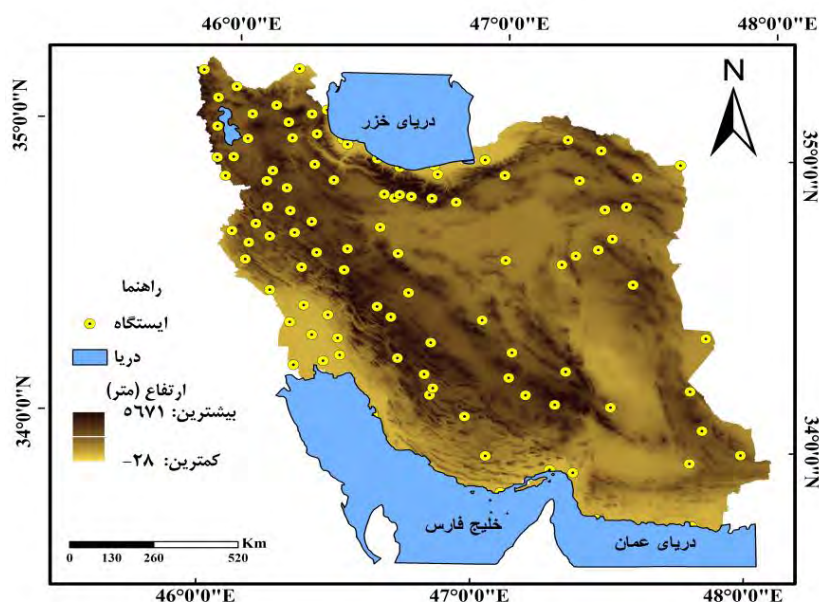 46°0'0"E 47°0'0"E 48°0'0"E
35°0'0"N
35°0'0"N
N
دریای خزر
راهنما
ایستگاه
دریا
ارتفاع (متر)
بیشترین: ۵۶۷۱
کمترین: ۲۸-
34°0'0"N
34°0'0"N
خلیج فارس
دریای عمان
Km
0 130 260 520
46°0'0"E 47°0'0"E 48°0'0"E